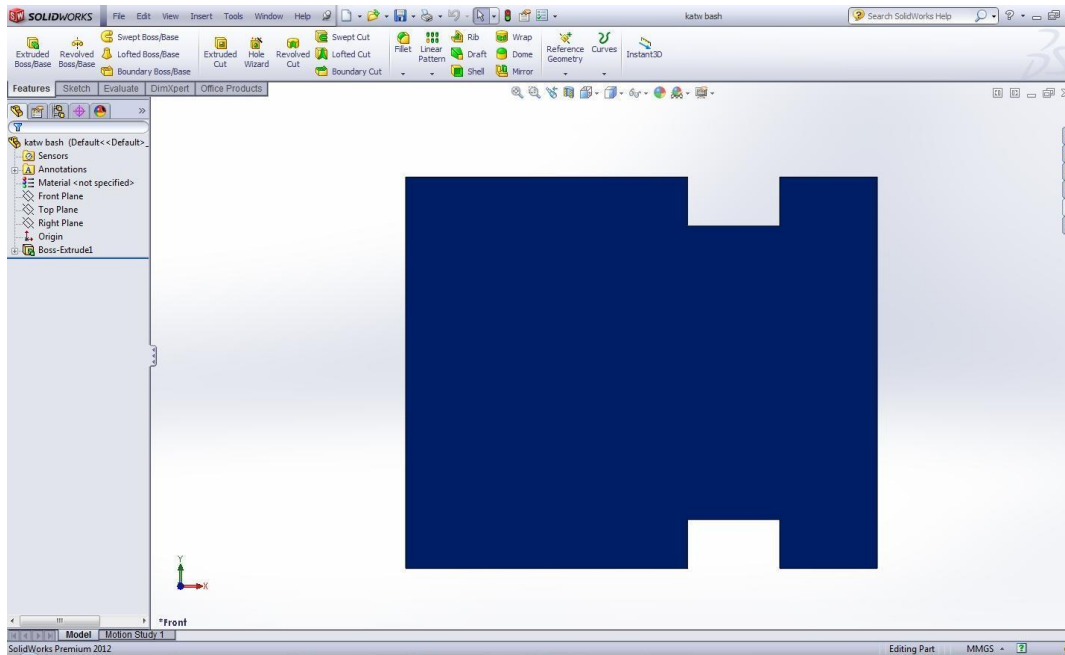 SOLIDWORKS File Edit View Insert Tools Window Help katw bash Search SolidWorks Help
Extruded Boss/Base
Revolved Boss/Base
Swept Boss/Base
Lofted Boss/Base
Boundary Boss/Base
Extruded Cut
Hole Wizard
Revolved Cut
Swept Cut
Lofted Cut
Boundary Cut
Fillet
Linear Pattern
Rib
Draft
Shell
Wrap
Dome
Mirror
Reference Geometry
Curves
Instant3D
Features Sketch Evaluate DimXpert Office Products
katw bash (Default<<Default>_
Sensors
Annotations
Material <not specified>
Front Plane
Top Plane
Right Plane
Origin
Boss-Extrude1
Y
X
*Front
Model Motion Study 1
SolidWorks Premium 2012 Editing Part MMGS